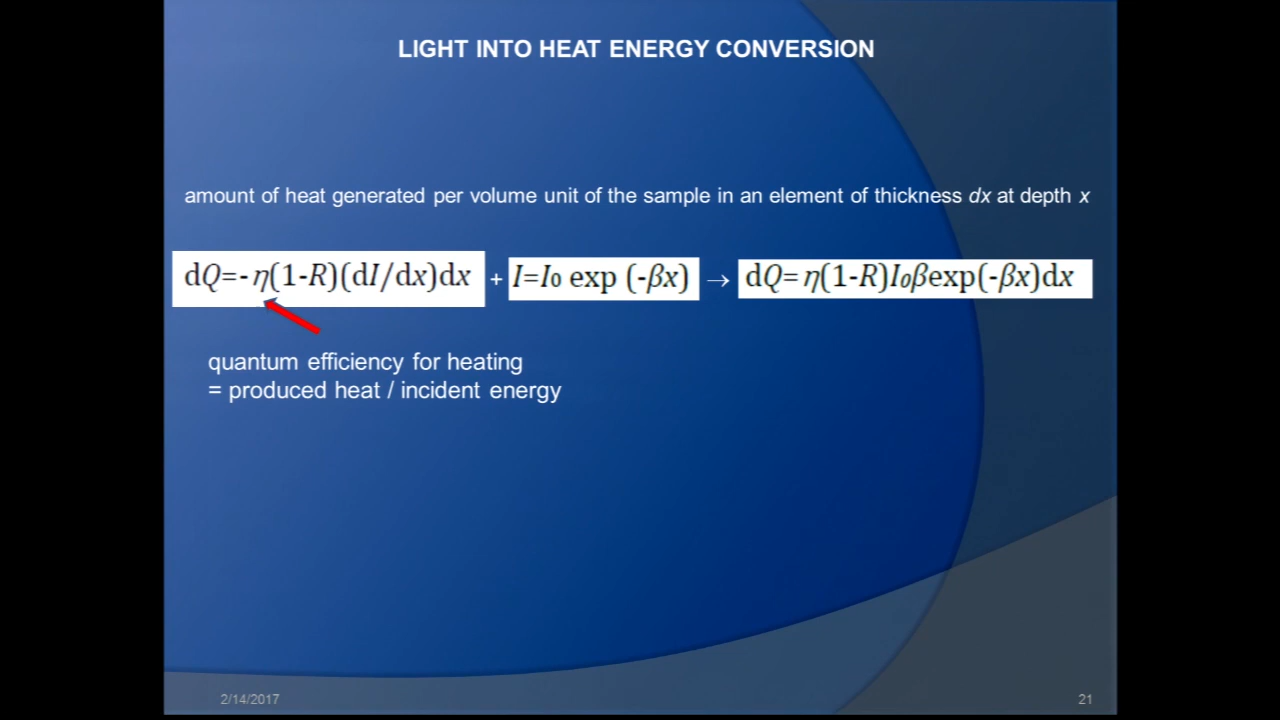 LIGHT INTO HEAT ENERGY CONVERSION
amount of heat generated per volume unit of the sample in an element of thickness dx at depth x
dQ=- η(1-R)(dI/dx)dx + I=I₀ exp (-βx) → dQ= η(1-R)I₀βexp(-βx)dx
quantum efficiency for heating
= produced heat / incident energy
2/14/2017 21